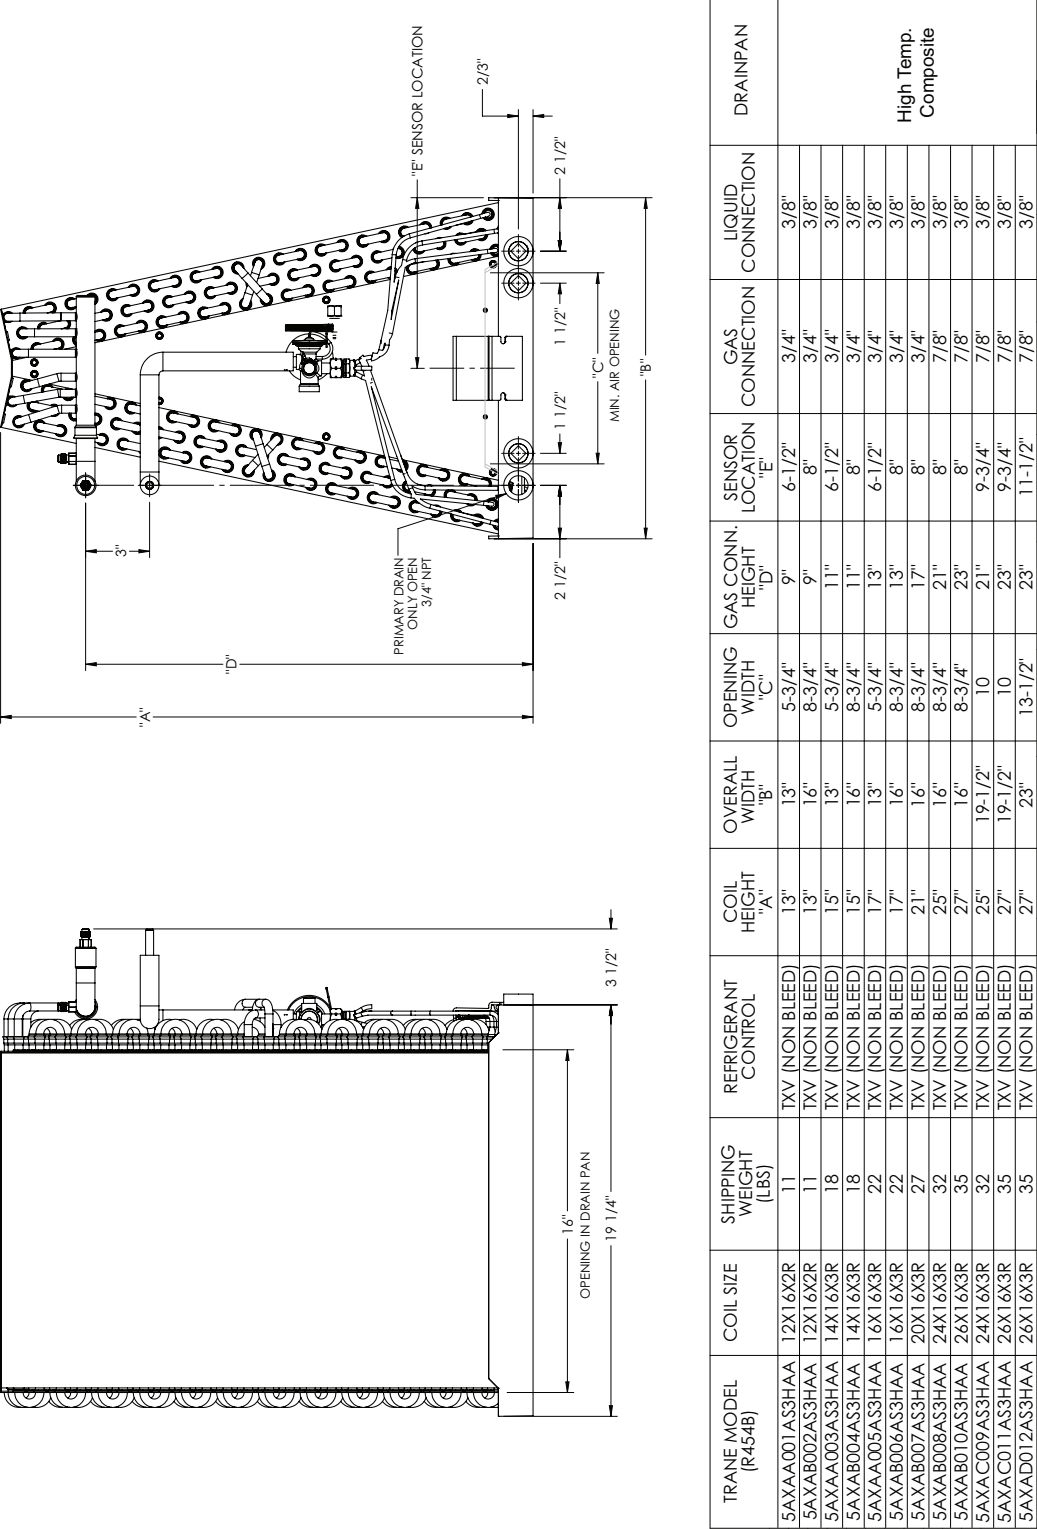 "A"
"D"
3"
PRIMARY DRAIN
ONLY OPEN
3/4" NPT
"E" SENSOR LOCATION
2/3"
2 1/2"
1 1/2"
1 1/2"
2 1/2"
"C"
MIN. AIR OPENING
"B"
3 1/2"
16"
OPENING IN DRAIN PAN
19 1/4"
TRANE MODEL (R454B) COIL SIZE SHIPPING WEIGHT (LBS) REFRIGERANT CONTROL COIL HEIGHT "A" OVERALL WIDTH "B" OPENING WIDTH "C" GAS CONN. HEIGHT "D" SENSOR LOCATION "E" GAS CONNECTION LIQUID CONNECTION DRAINPAN
5AXAA001AS3HAA 12X16X2R 11 TXV (NON BLEED) 13" 13" 5-3/4" 9" 6-1/2" 3/4" 3/8"
5AXAB002AS3HAA 12X16X2R 11 TXV (NON BLEED) 13" 16" 8-3/4" 9" 8" 3/4" 3/8"
5AXAA003AS3HAA 14X16X3R 18 TXV (NON BLEED) 15" 13" 5-3/4" 11" 6-1/2" 3/4" 3/8"
5AXAB004AS3HAA 14X16X3R 18 TXV (NON BLEED) 15" 16" 8-3/4" 11" 8" 3/4" 3/8"
5AXAA005AS3HAA 16X16X3R 22 TXV (NON BLEED) 17" 13" 5-3/4" 13" 6-1/2" 3/4" 3/8"
5AXAB006AS3HAA 16X16X3R 22 TXV (NON BLEED) 17" 16" 8-3/4" 13" 8" 3/4" 3/8"
5AXAB007AS3HAA 20X16X3R 27 TXV (NON BLEED) 21" 16" 8-3/4" 17" 8" 3/4" 3/8"
5AXAB008AS3HAA 24X16X3R 32 TXV (NON BLEED) 25" 16" 8-3/4" 21" 8" 7/8" 3/8"
5AXAB010AS3HAA 26X16X3R 35 TXV (NON BLEED) 27" 16" 8-3/4" 23" 8" 7/8" 3/8"
5AXAC009AS3HAA 24X16X3R 32 TXV (NON BLEED) 25" 19-1/2" 10 21" 9-3/4" 7/8" 3/8"
5AXAC011AS3HAA 26X16X3R 35 TXV (NON BLEED) 27" 19-1/2" 10 23" 9-3/4" 7/8" 3/8"
5AXAD012AS3HAA 26X16X3R 35 TXV (NON BLEED) 27" 23" 13-1/2" 23" 11-1/2" 7/8" 3/8"
High Temp.
Composite